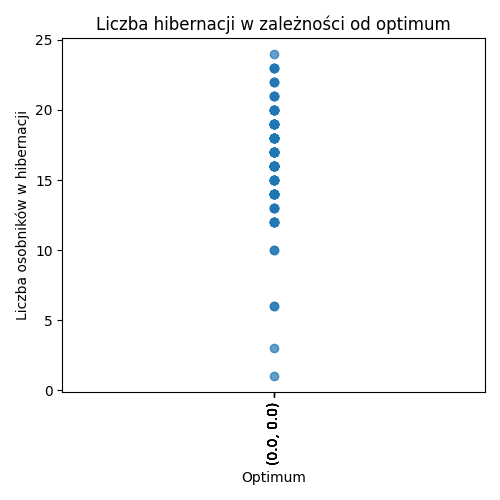 Liczba hibernacji w zależności od optimum
25
20
15
10
5
0
Liczba osobników w hibernacji
(0.0, 0.0)
Optimum